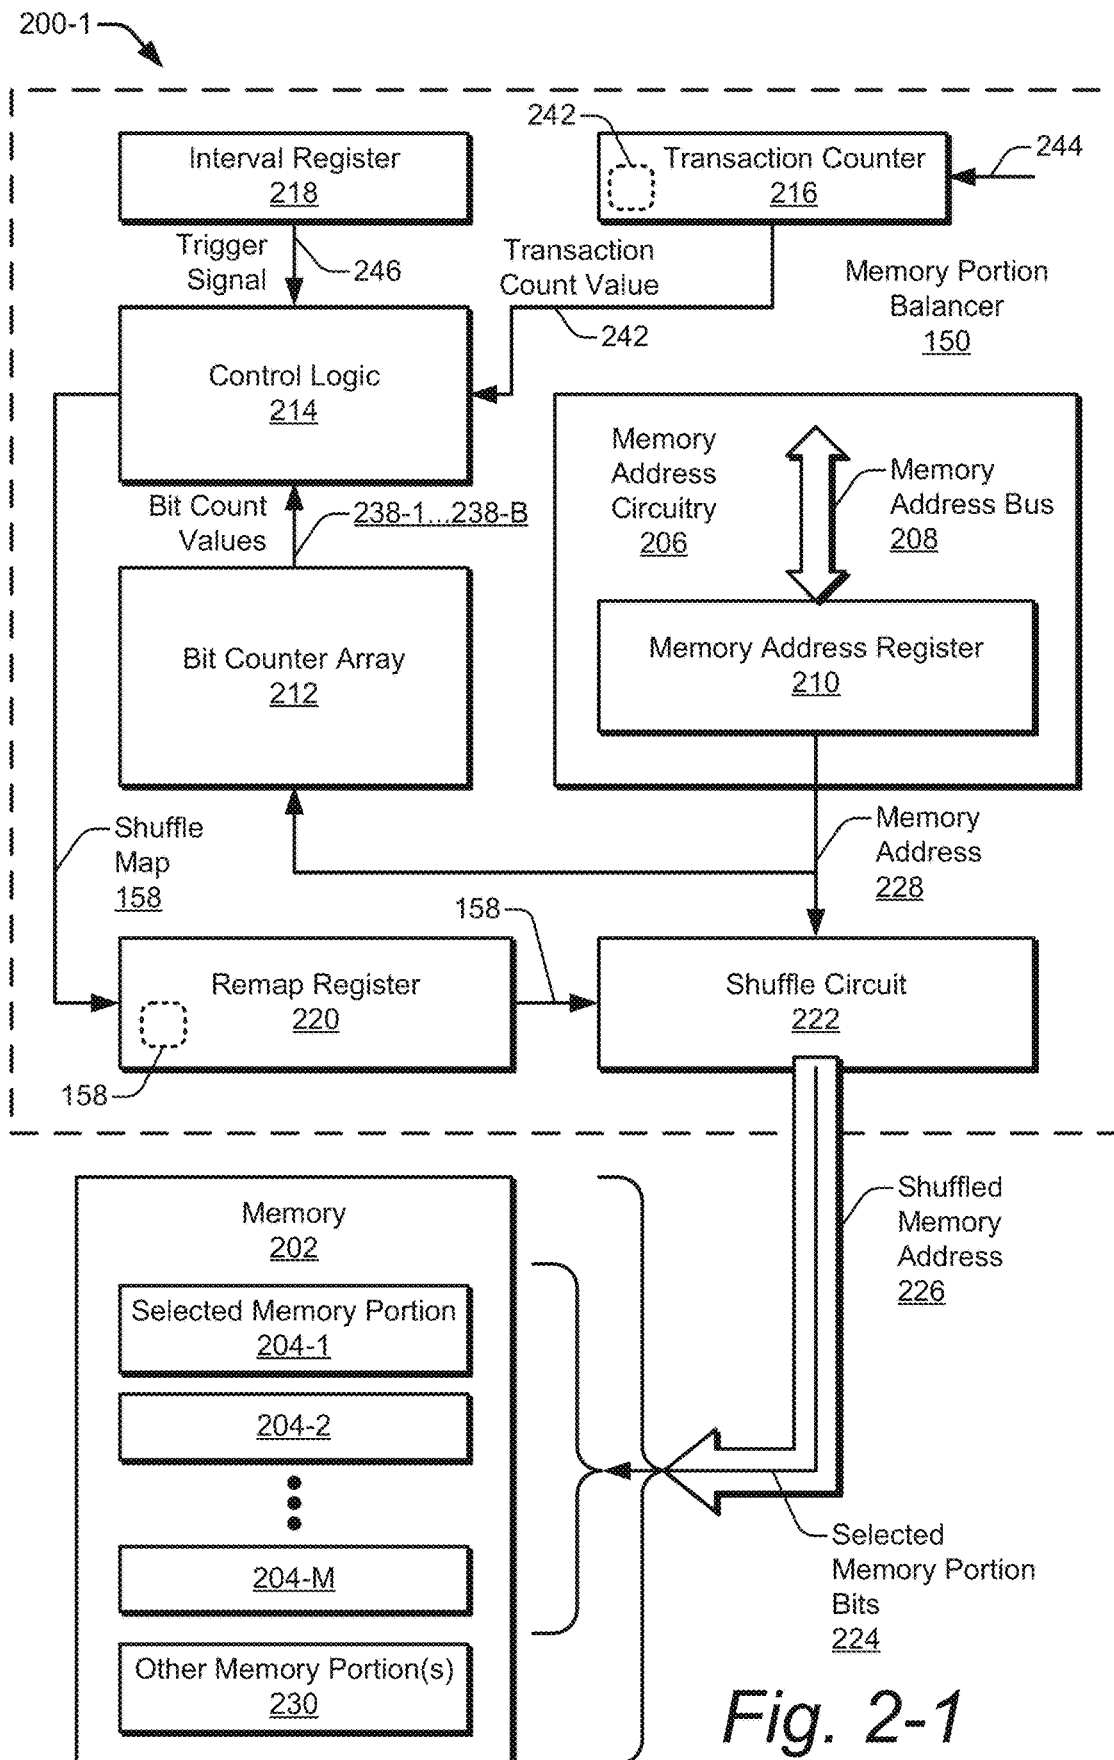 200-1
Interval Register
218
242
Transaction Counter
216
244
Trigger
Signal
246
Transaction
Count Value
242
Memory Portion
Balancer
150
Control Logic
214
Bit Count
Values
238-1...238-B
Memory
Address
Circuitry
206
Memory
Address Bus
208
Bit Counter Array
212
Memory Address Register
210
Shuffle
Map
158
Memory
Address
228
158
Remap Register
220
158
Shuffle Circuit
222
Memory
202
Selected Memory Portion
204-1
204-2
204-M
Other Memory Portion(s)
230
Shuffled
Memory
Address
226
Selected
Memory Portion
Bits
224
Fig. 2-1